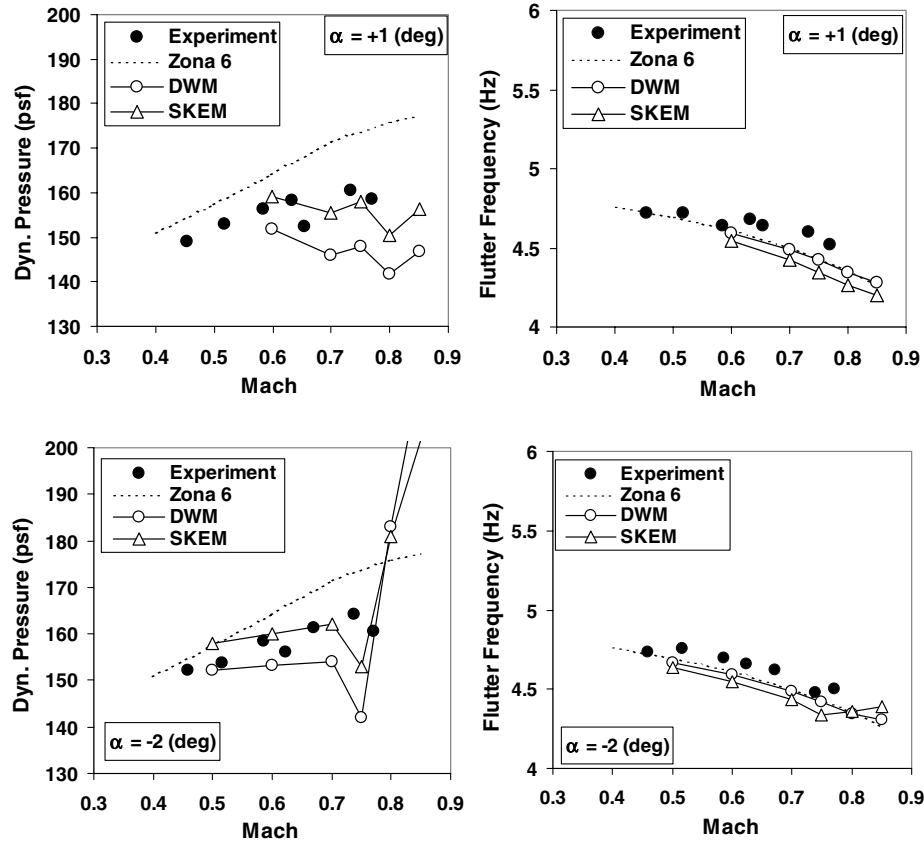 200
190
180
170
160
150
140
130
Dyn. Pressure (psf)
Experiment
Zona 6
DWM
SKEM
α = +1 (deg)
0.3 0.4 0.5 0.6 0.7 0.8 0.9
Mach
6
5.5
5
4.5
4
Flutter Frequency (Hz)
Experiment
Zona 6
DWM
SKEM
α = +1 (deg)
0.3 0.4 0.5 0.6 0.7 0.8 0.9
Mach
200
190
180
170
160
150
140
130
Dyn. Pressure (psf)
Experiment
Zona 6
DWM
SKEM
α = -2 (deg)
0.3 0.4 0.5 0.6 0.7 0.8 0.9
Mach
6
5.5
5
4.5
4
Flutter Frequency (Hz)
Experiment
Zona 6
DWM
SKEM
α = -2 (deg)
0.3 0.4 0.5 0.6 0.7 0.8 0.9
Mach